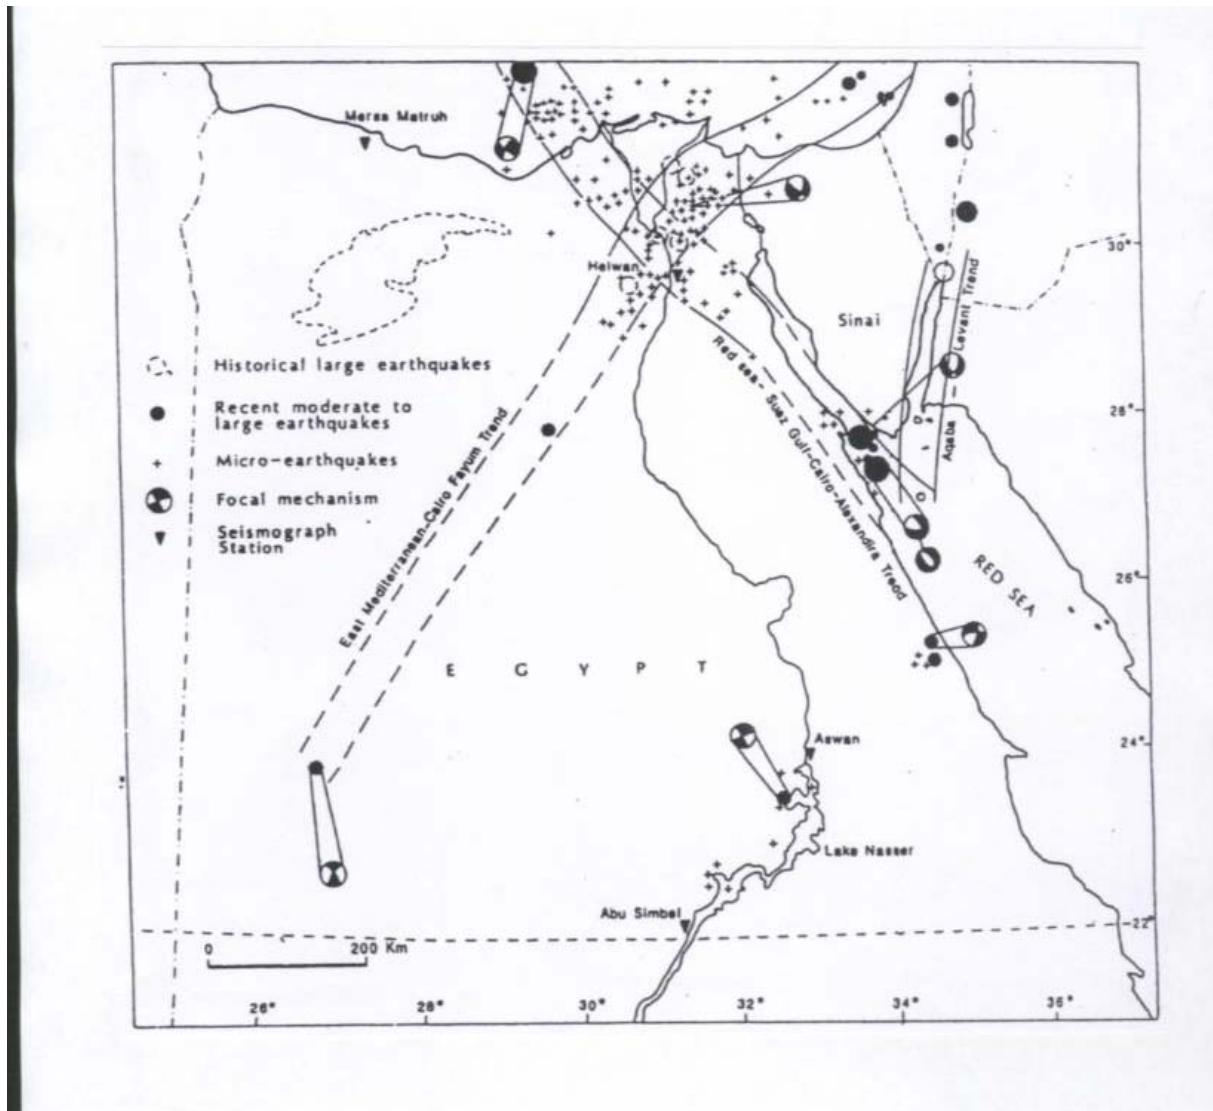 Mersa Matruh
30°
Helwan
Sinai
Levant Trend
Aqaba
Historical large earthquakes
Recent moderate to
large earthquakes
Micro-earthquakes
Focal mechanism
Seismograph
Station
28°
East Mediterranean-Cairo Fayum Trend
Red sea- Suez Gulf-Cairo-Alexandira Trend
26°
RED SEA
E G Y P T
24°
Aswan
Lake Nasser
Abu Simbel
22°
0 200 Km
26° 28° 30° 32° 34° 36°